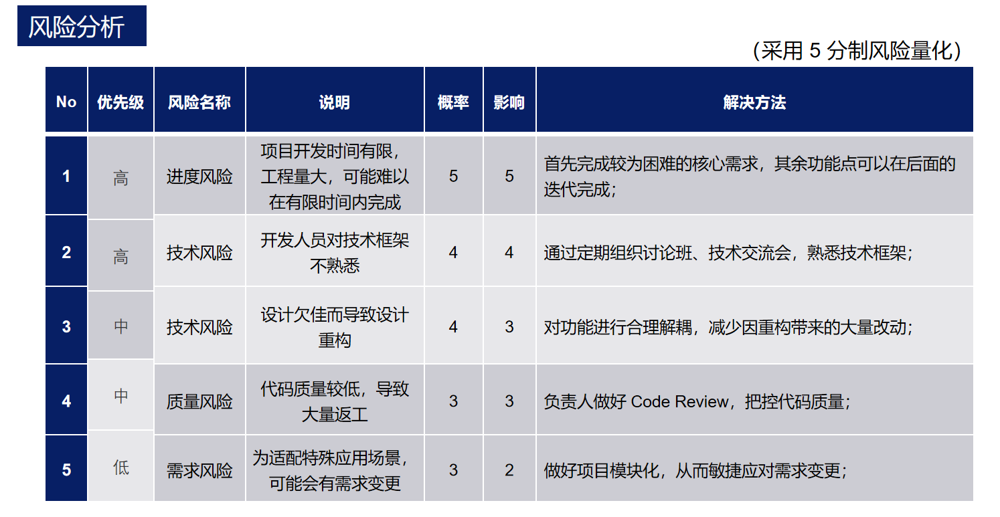 风险分析
（采用 5 分制风险量化）
No 优先级 风险名称 说明 概率 影响 解决方法
1 高 进度风险 项目开发时间有限，
工程量大，可能难以
在有限时间内完成 5 5 首先完成较为困难的核心需求，其余功能点可以在后面的
迭代完成；
2 高 技术风险 开发人员对技术框架
不熟悉 4 4 通过定期组织讨论班、技术交流会，熟悉技术框架；
3 中 技术风险 设计欠佳而导致设计
重构 4 3 对功能进行合理解耦，减少因重构带来的大量改动；
4 中 质量风险 代码质量较低，导致
大量返工 3 3 负责人做好 Code Review，把控代码质量；
5 低 需求风险 为适配特殊应用场景，
可能会有需求变更 3 2 做好项目模块化，从而敏捷应对需求变更；